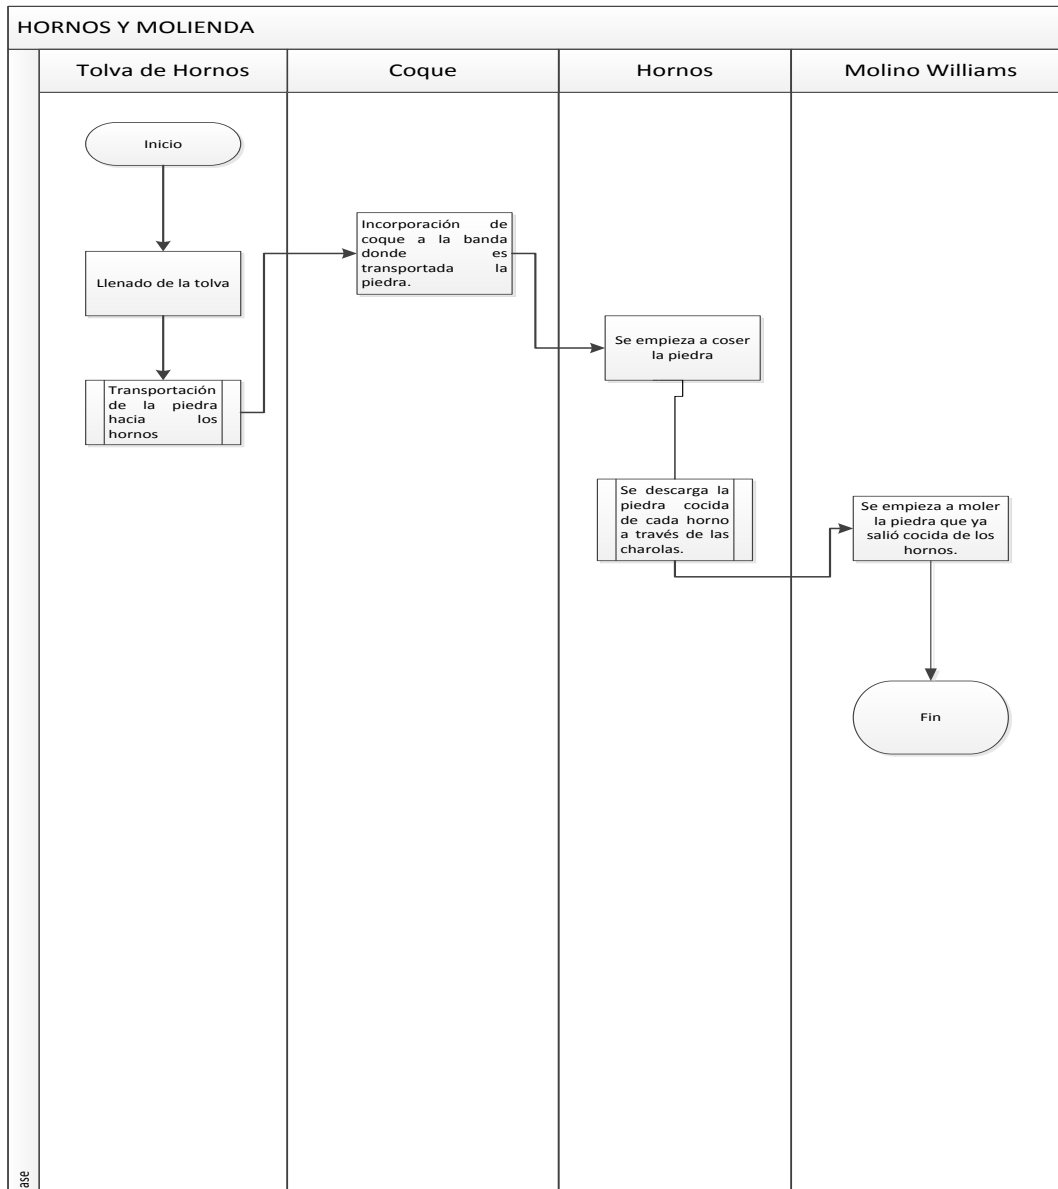 HORNOS Y MOLIENDA
Tolva de Hornos
Coque
Hornos
Molino Williams
Inicio
Llenado de la tolva
Transportación
de la piedra
hacia los
hornos
Incorporación de
coque a la banda
donde es
transportada la
piedra.
Se empieza a coser
la piedra
Se descarga la
piedra cocida
de cada horno
a través de las
charolas.
Se empieza a moler
la piedra que ya
salió cocida de los
hornos.
Fin
ase